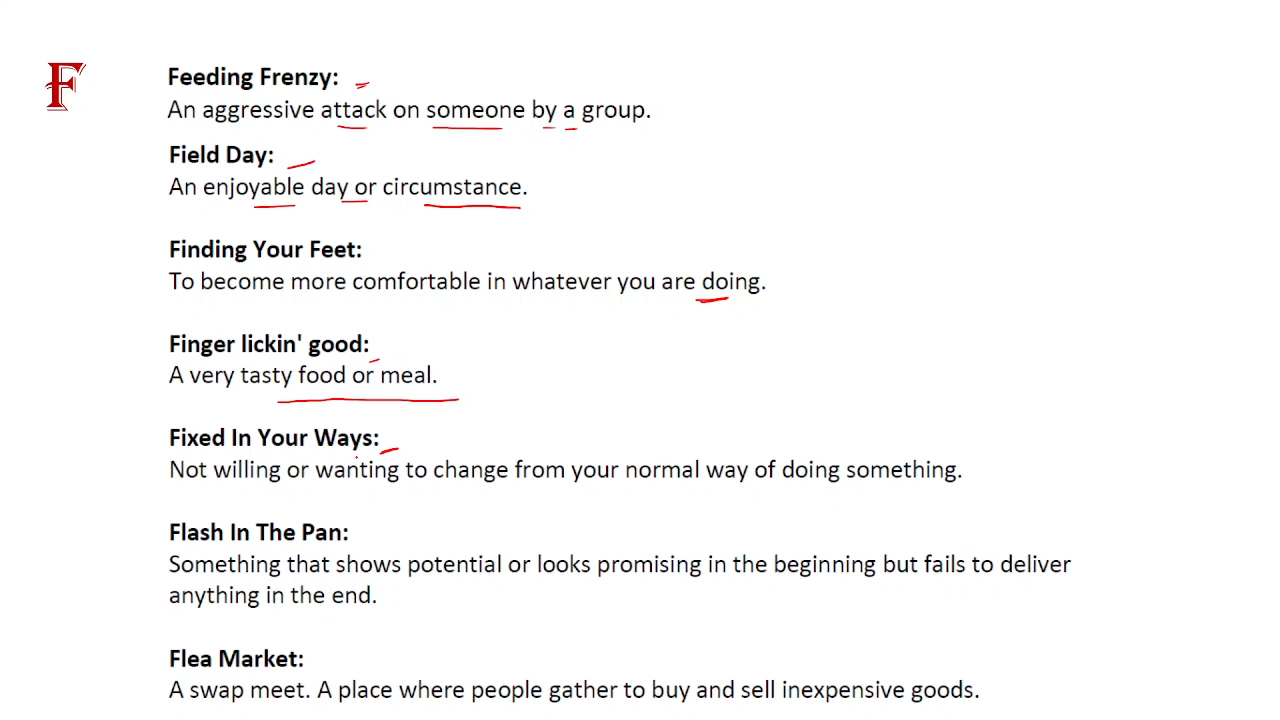 F
Feeding Frenzy:
An aggressive attack on someone by a group.
Field Day:
An enjoyable day or circumstance.
Finding Your Feet:
To become more comfortable in whatever you are doing.
Finger lickin' good:
A very tasty food or meal.
Fixed In Your Ways:
Not willing or wanting to change from your normal way of doing something.
Flash In The Pan:
Something that shows potential or looks promising in the beginning but fails to deliver
anything in the end.
Flea Market:
A swap meet. A place where people gather to buy and sell inexpensive goods.